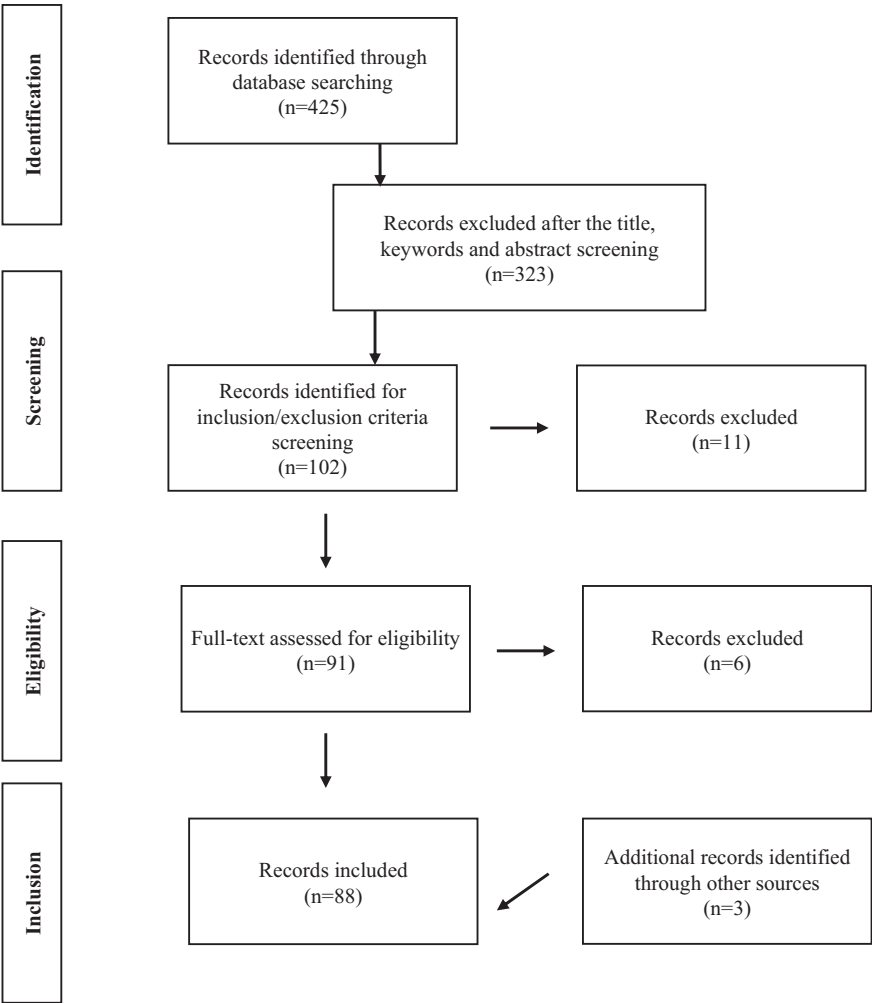 Identification
Records identified through
database searching
(n=425)
Records excluded after the title,
keywords and abstract screening
(n=323)
Screening
Records identified for
inclusion/exclusion criteria
screening
(n=102)
Records excluded
(n=11)
Eligibility
Full-text assessed for eligibility
(n=91)
Records excluded
(n=6)
Inclusion
Records included
(n=88)
Additional records identified
through other sources
(n=3)